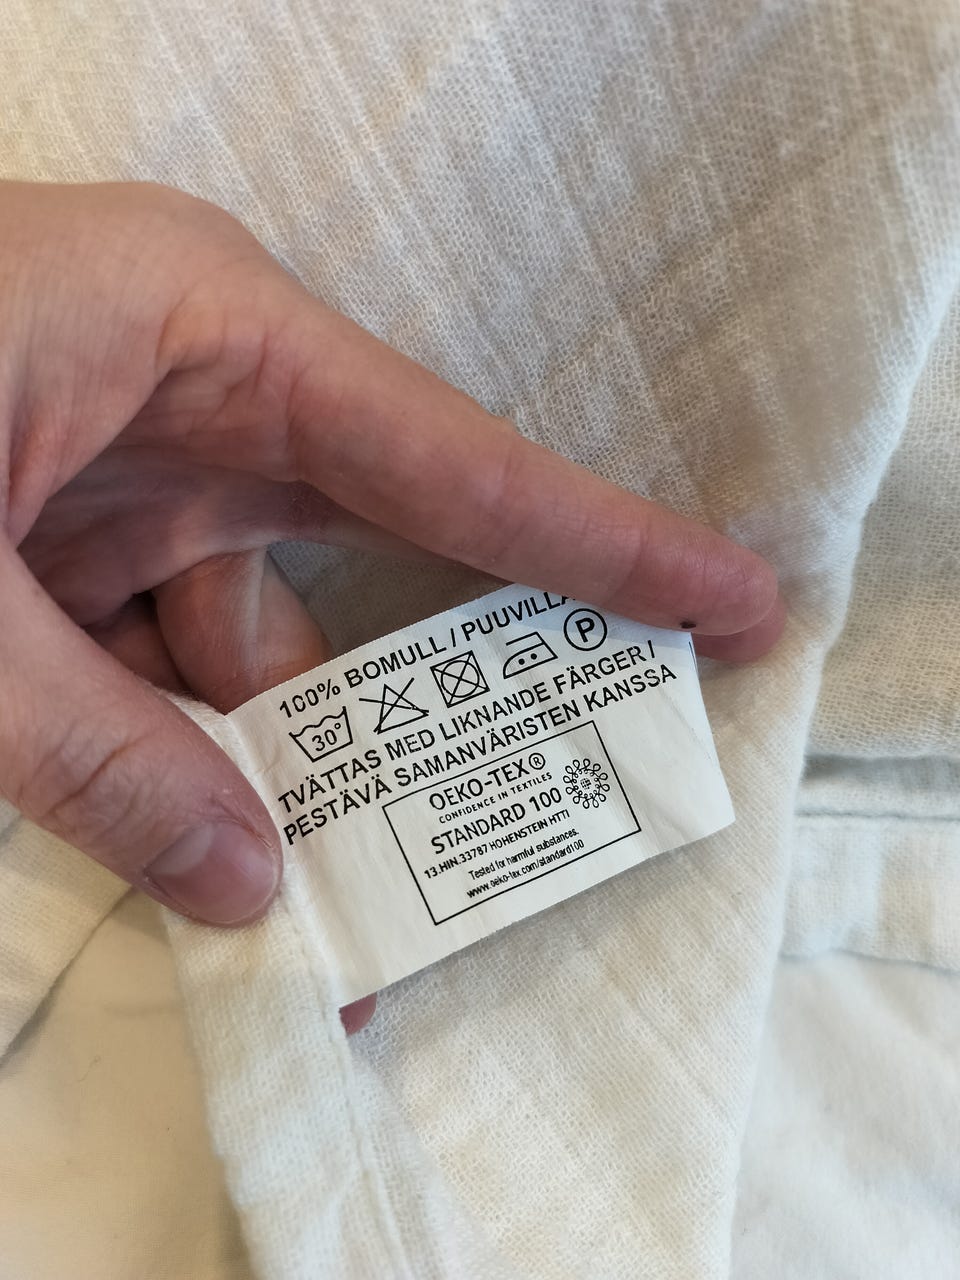 100% BOMULL / PUUVILLA
30°
P
TVÄTTAS MED LIKNANDE FÄRGER /
PESTÄVÄ SAMANVÄRISTEN KANSSA
OEKO-TEX®
CONFIDENCE IN TEXTILES
STANDARD 100
13.HIN.33787 HOHENSTEIN HTTI
Tested for harmful substances.
www.oeko-tex.com/standard100